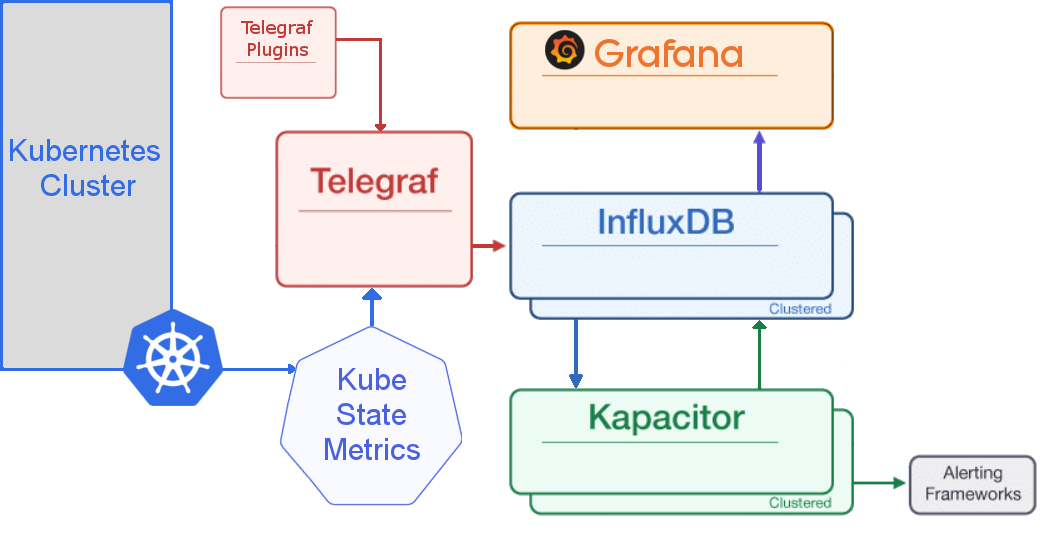 Telegraf
Plugins
Grafana
Kubernetes
Cluster
Telegraf
InfluxDB
Clustered
Kube
State
Metrics
Kapacitor
Clustered
Alerting
Frameworks